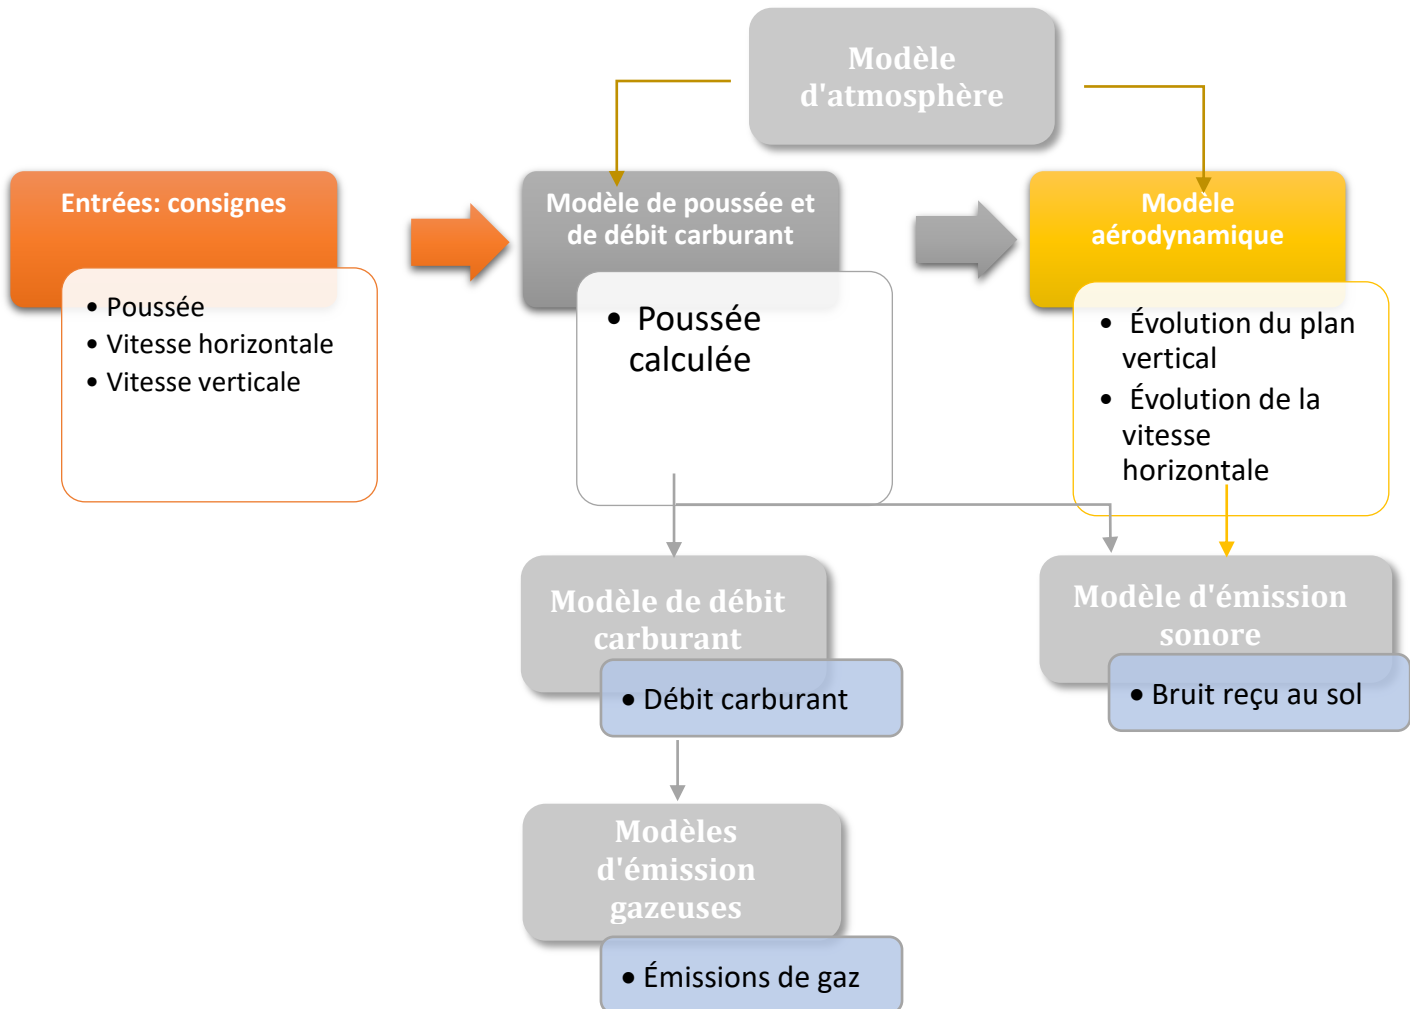 Modèle
d'atmosphère
Entrées: consignes
• Poussée
• Vitesse horizontale
• Vitesse verticale
Modèle de poussée et
de débit carburant
• Poussée
calculée
Modèle
aérodynamique
• Évolution du plan
vertical
• Évolution de la
vitesse
horizontale
Modèle de débit
carburant
• Débit carburant
Modèle d'émission
sonore
• Bruit reçu au sol
Modèles
d'émission
gazeuses
• Émissions de gaz